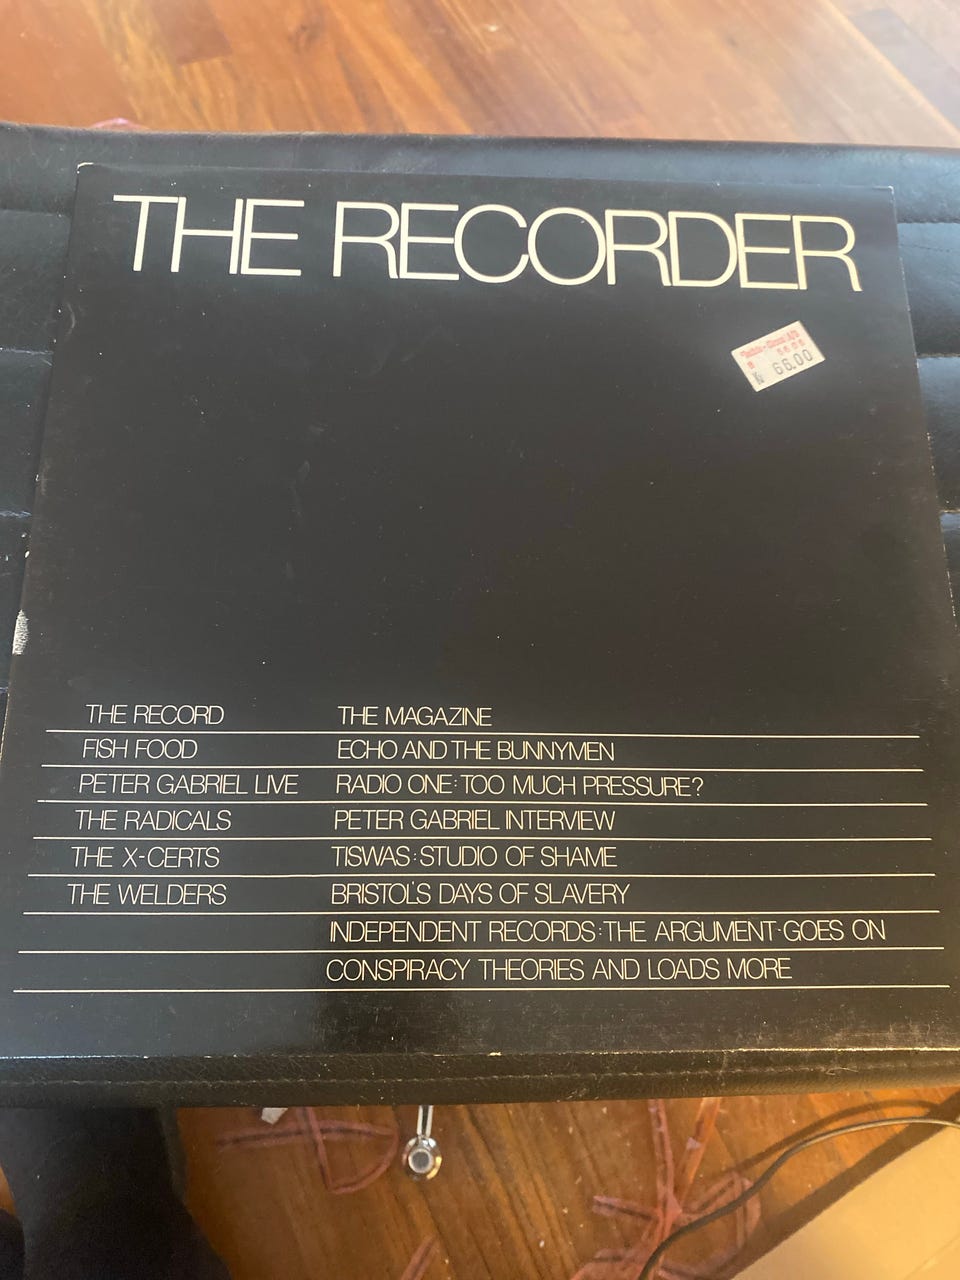 THE RECORDER
Kr 66.00
THE RECORD THE MAGAZINE
FISH FOOD ECHO AND THE BUNNYMEN
PETER GABRIEL LIVE RADIO ONE: TOO MUCH PRESSURE?
THE RADICALS PETER GABRIEL INTERVIEW
THE X-CERTS TISWAS: STUDIO OF SHAME
THE WELDERS BRISTOL'S DAYS OF SLAVERY
INDEPENDENT RECORDS: THE ARGUMENT GOES ON
CONSPIRACY THEORIES AND LOADS MORE